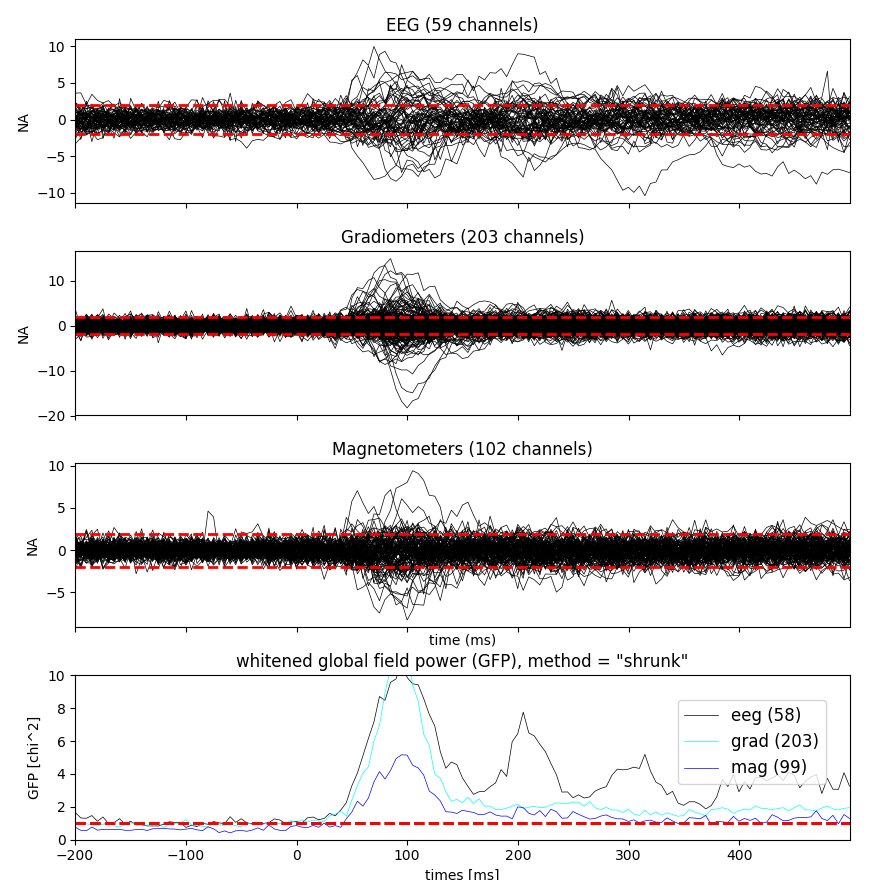 EEG (59 channels)
10
5
0
−5
−10
NA
Gradiometers (203 channels)
10
0
−10
−20
NA
Magnetometers (102 channels)
10
5
0
−5
NA
time (ms)
whitened global field power (GFP), method = "shrunk"
10
8
6
4
2
0
GFP [chi^2]
eeg (58)
grad (203)
mag (99)
−200
−100
0
100
200
300
400
times [ms]